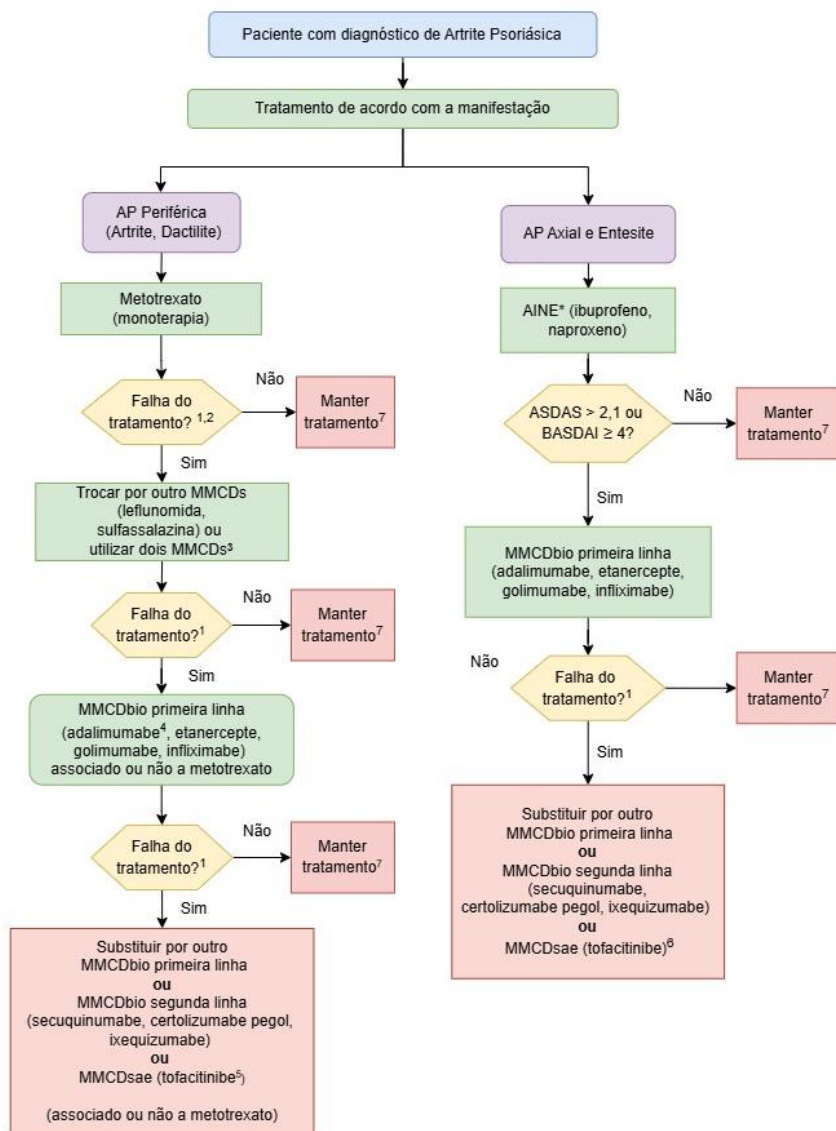 Paciente com diagnóstico de Artrite Psoriásica
Tratamento de acordo com a manifestação
AP Periférica
(Artrite, Dactilite)
Metotrexato
(monoterapia)
Falha do
tratamento? 1,2
Não
Manter
tratamento7
Sim
Trocar por outro MMCDs
(leflunomida,
sulfassalazina) ou
utilizar dois MMCDs³
Falha do
tratamento?1
Não
Manter
tratamento7
Sim
MMCDbio primeira linha
(adalimumabe4, etanercepte,
golimumabe, infliximabe)
associado ou não a metotrexato
Falha do
tratamento?1
Não
Manter
tratamento7
Sim
Substituir por outro
MMCDbio primeira linha
ou
MMCDbio segunda linha
(secuquinumabe, certolizumabe pegol,
ixequizumabe)
ou
MMCDsae (tofacitinibe5)
(associado ou não a metotrexato)
AP Axial e Entesite
AINE* (ibuprofeno,
naproxeno)
ASDAS > 2,1 ou
BASDAI ≥ 4?
Não
Manter
tratamento7
Sim
MMCDbio primeira linha
(adalimumabe, etanercepte,
golimumabe, infliximabe)
Não
Falha do
tratamento?1
Manter
tratamento7
Sim
Substituir por outro
MMCDbio primeira linha
ou
MMCDbio segunda linha
(secuquinumabe,
certolizumabe pegol, ixequizumabe)
ou
MMCDsae (tofacitinibe)6